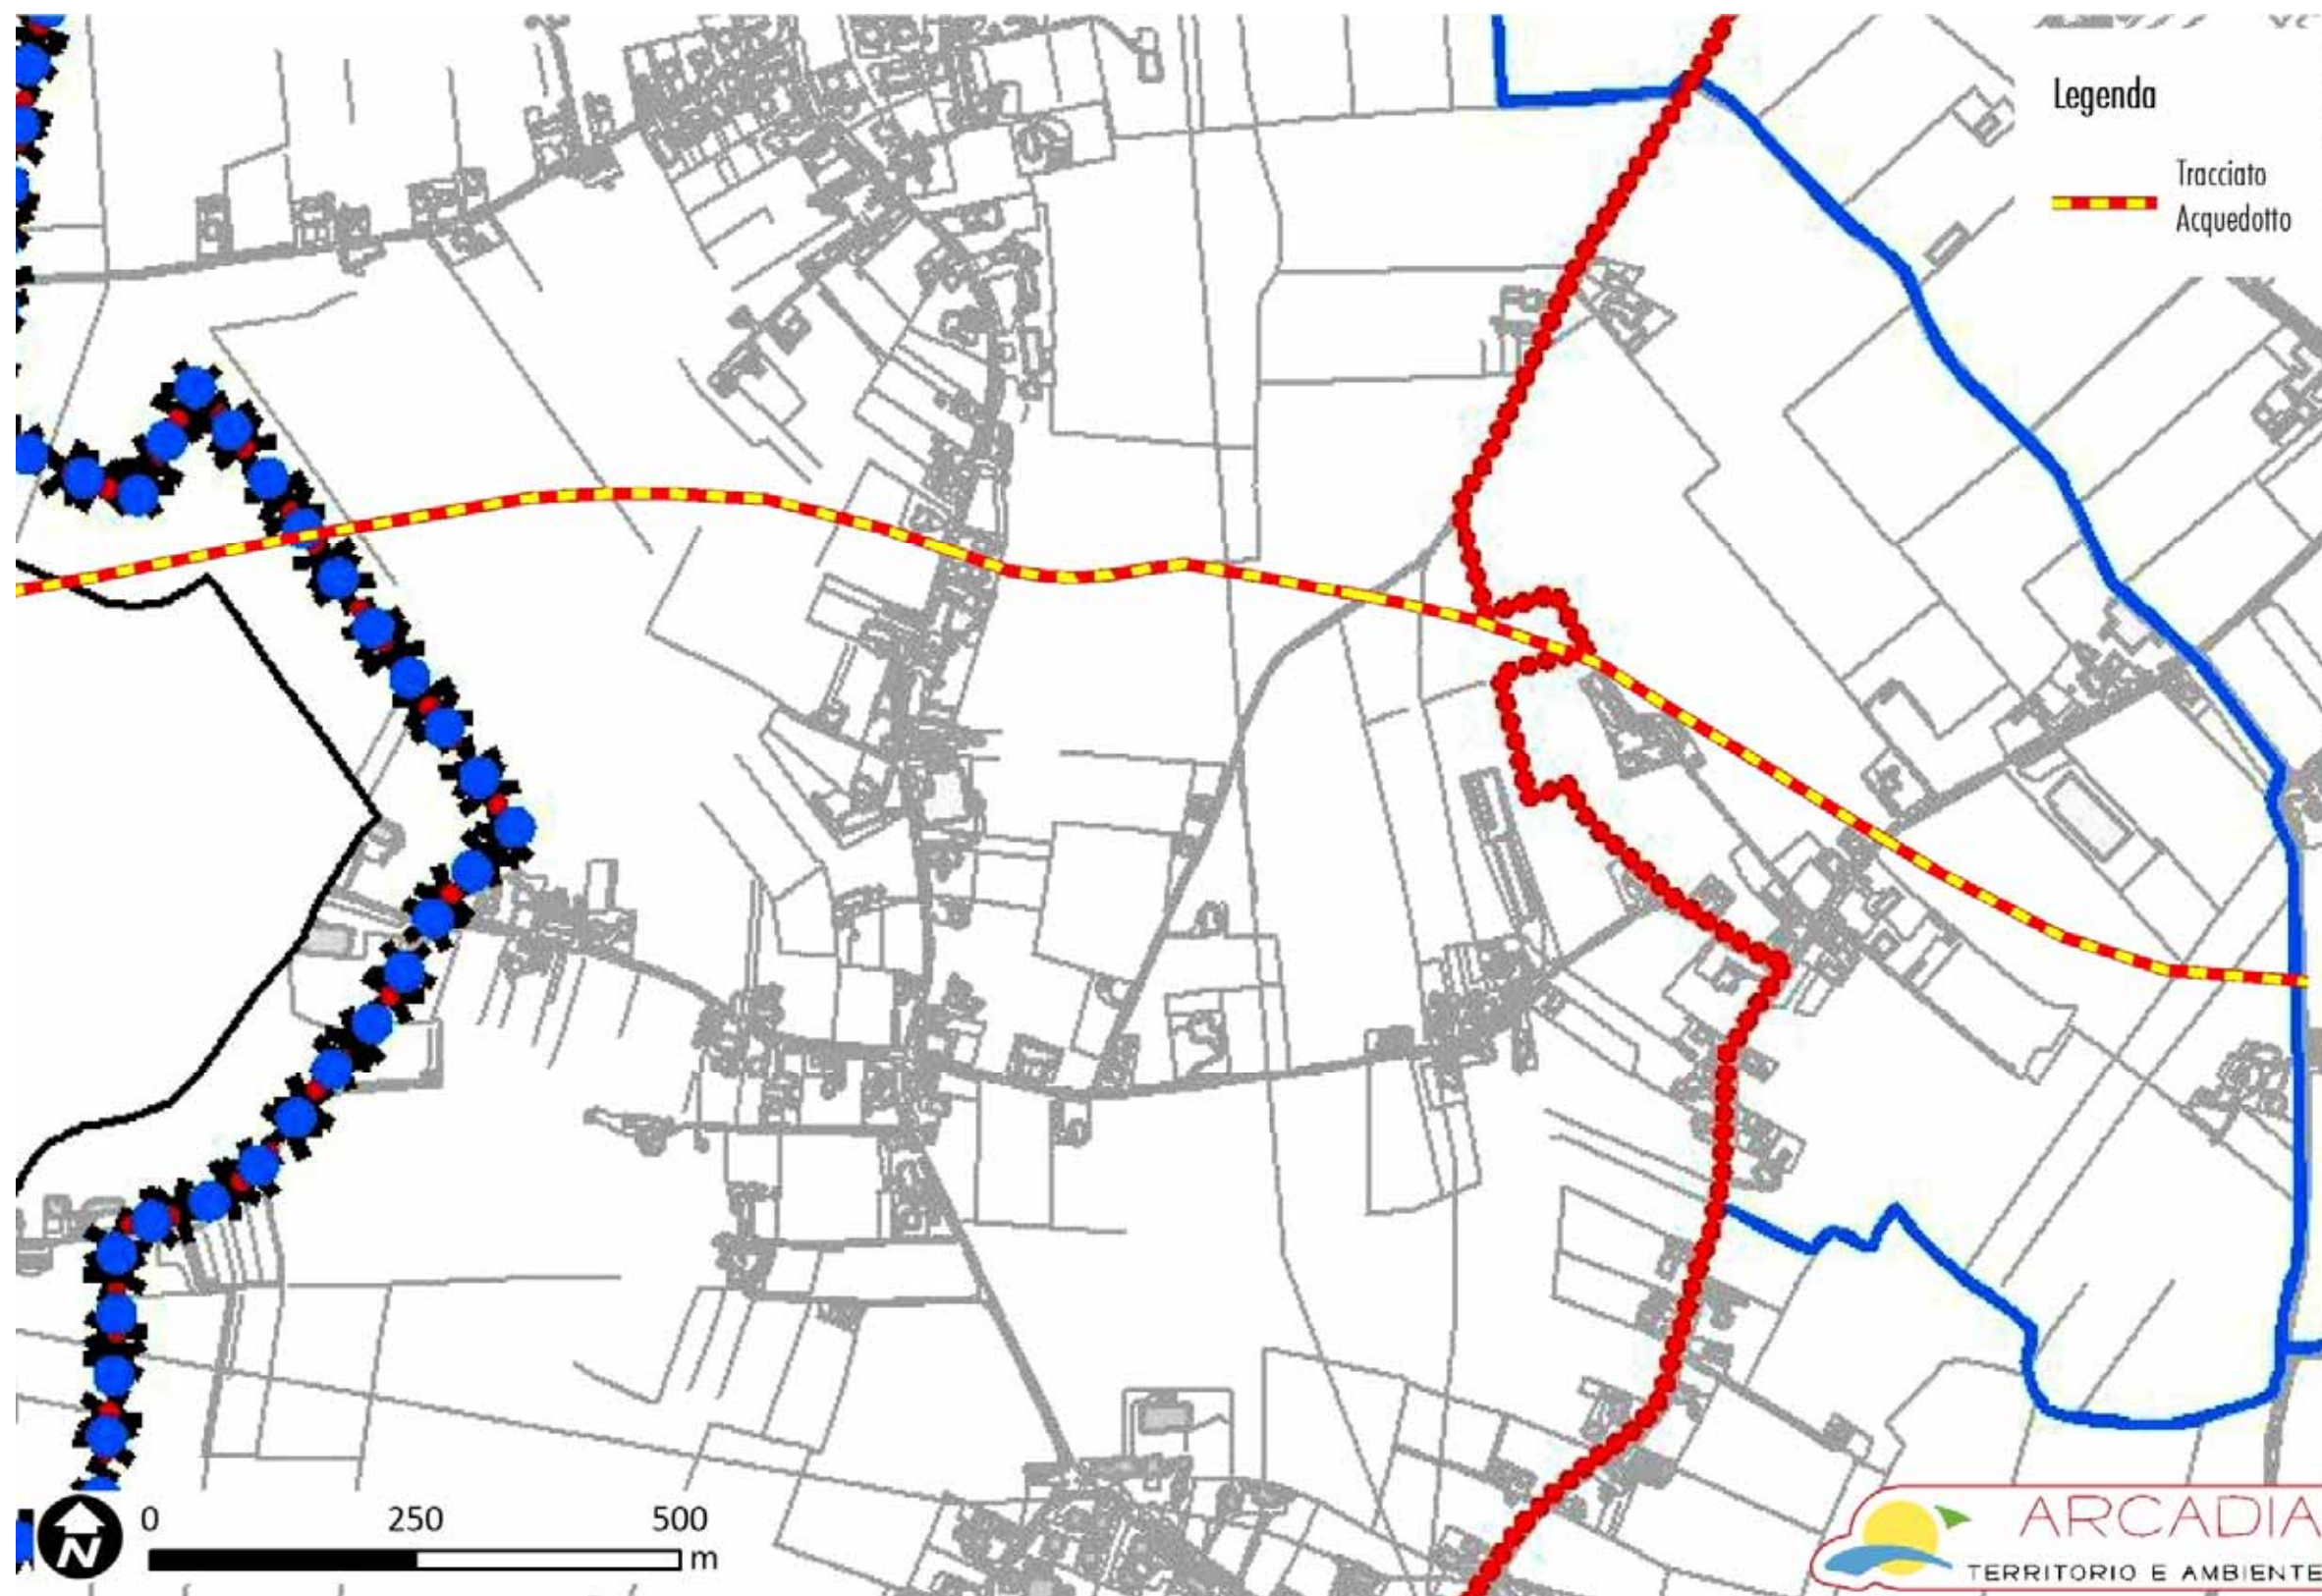 Legenda
Tracciato
Acquedotto
N
0 250 500
m
ARCADIA
TERRITORIO E AMBIENTE